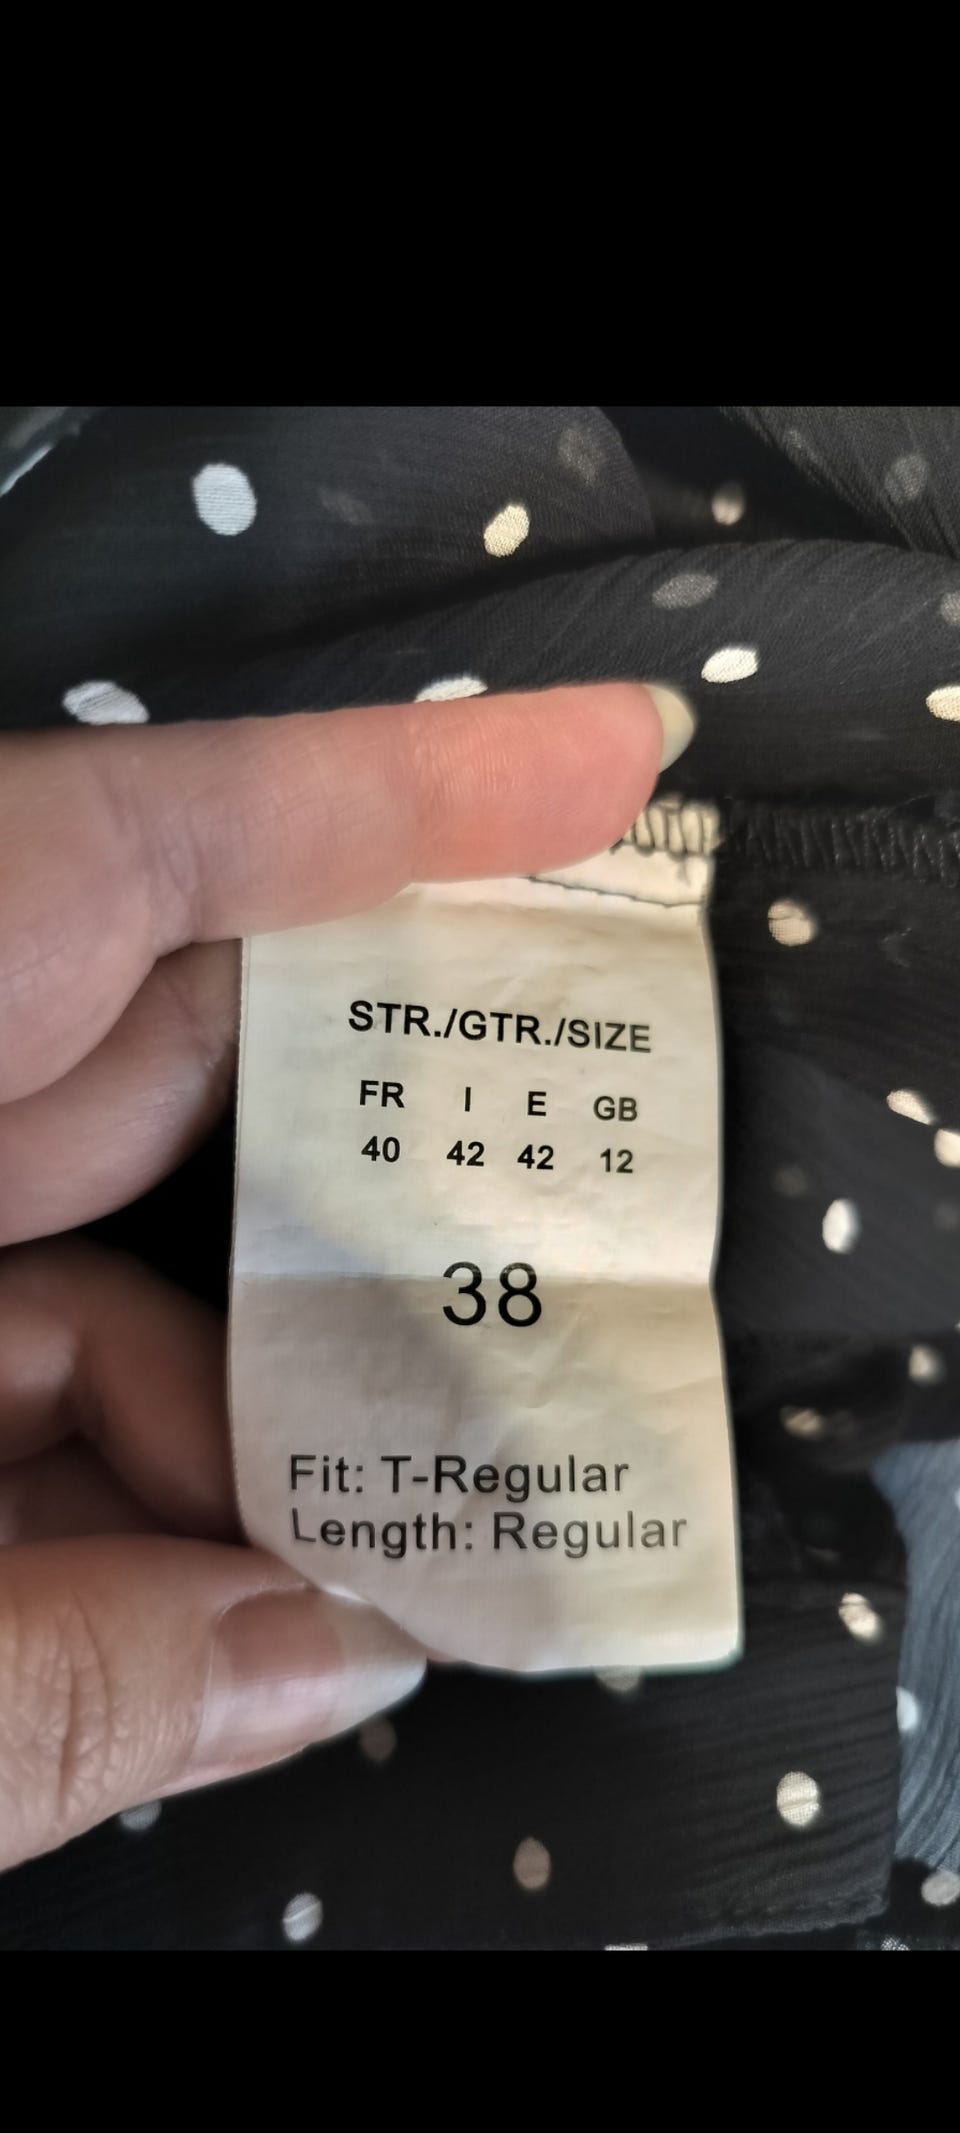 STR./GTR./SIZE
FR I E GB
40 42 42 12
38
Fit: T-Regular
Length: Regular